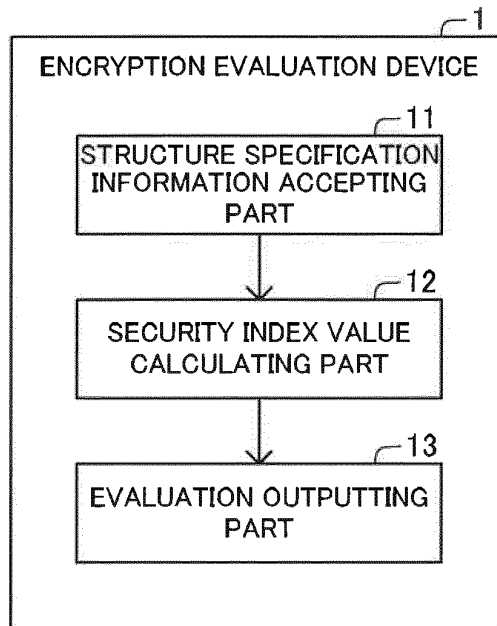 1
ENCRYPTION EVALUATION DEVICE
11
STRUCTURE SPECIFICATION
INFORMATION ACCEPTING
PART
12
SECURITY INDEX VALUE
CALCULATING PART
13
EVALUATION OUTPUTTING
PART